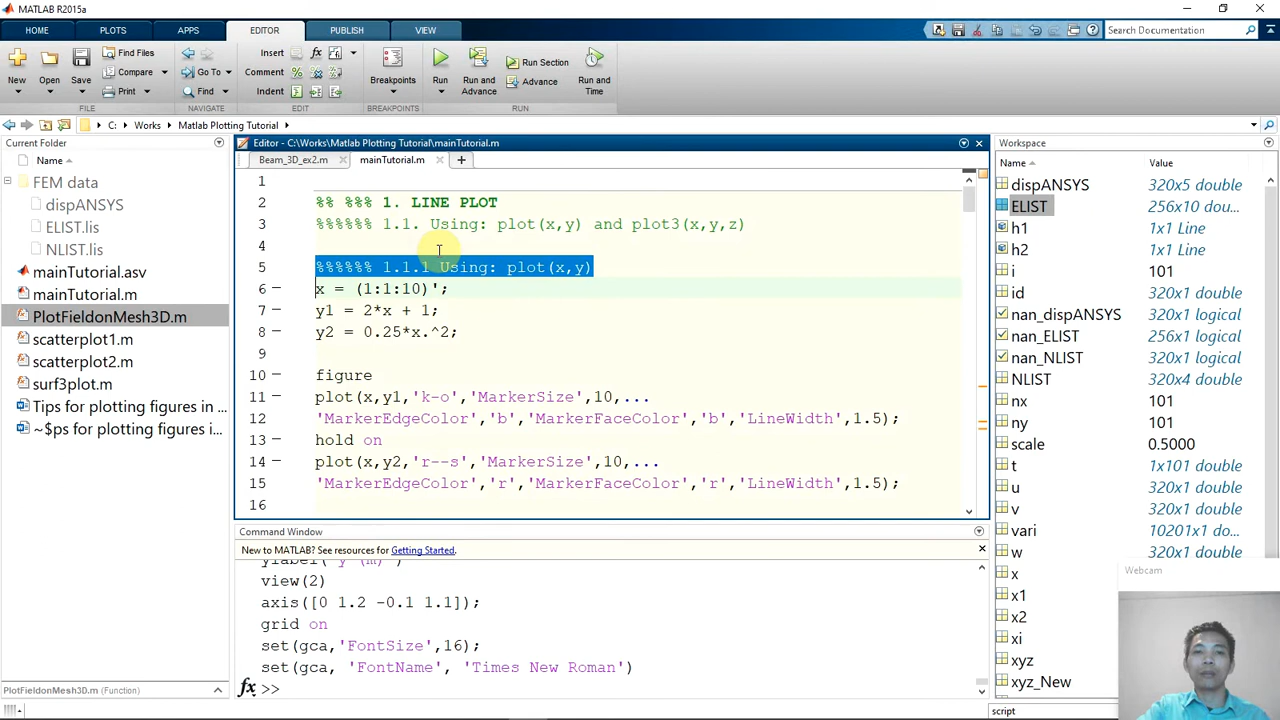 MATLAB R2015a
HOME PLOTS APPS EDITOR PUBLISH VIEW
Search Documentation
New Open Save
Find Files
Compare
Print
FILE
Go To
Find
NAVIGATE
Insert
Comment
Indent
EDIT
Breakpoints
BREAKPOINTS
Run
Run and Advance
Run Section
Advance
Run and Time
RUN
C: Works Matlab Plotting Tutorial
Current Folder
Name
FEM data
dispANSYS
ELIST.lis
NLIST.lis
mainTutorial.asv
mainTutorial.m
PlotFieldonMesh3D.m
scatterplot1.m
scatterplot2.m
surf3plot.m
Tips for plotting figures in ...
~$ps for plotting figures i...
PlotFieldonMesh3D.m (Function)
Editor - C:\Works\Matlab Plotting Tutorial\mainTutorial.m
Beam_3D_ex2.m mainTutorial.m
1
2 %% %%% 1. LINE PLOT
3 %%%%%% 1.1. Using: plot(x,y) and plot3(x,y,z)
4
5 %%%%%% 1.1.1 Using: plot(x,y)
6 x = (1:1:10)';
7 y1 = 2*x + 1;
8 y2 = 0.25*x.^2;
9
10 figure
11 plot(x,y1,'k-o','MarkerSize',10,...
12 'MarkerEdgeColor','b','MarkerFaceColor','b','LineWidth',1.5);
13 hold on
14 plot(x,y2,'r--s','MarkerSize',10,...
15 'MarkerEdgeColor','r','MarkerFaceColor','r','LineWidth',1.5);
16
Command Window
New to MATLAB? See resources for Getting Started.
ylabel('y (m)')
view(2)
axis([0 1.2 -0.1 1.1]);
grid on
set(gca,'FontSize',16);
set(gca, 'FontName', 'Times New Roman')
fx >>
Workspace
Name Value
dispANSYS 320x5 double
ELIST 256x10 double
h1 1x1 Line
h2 1x1 Line
i 101
id 320x1 double
nan_dispANSYS 320x1 logical
nan_ELIST 256x1 logical
nan_NLIST 320x1 logical
NLIST 320x4 double
nx 101
ny 101
scale 0.5000
t 1x101 double
u 320x1 double
v 320x1 double
vari 10201x1 do...
w 320x1 double
x
x1
x2
xi
xyz
xyz_New
Webcam
script